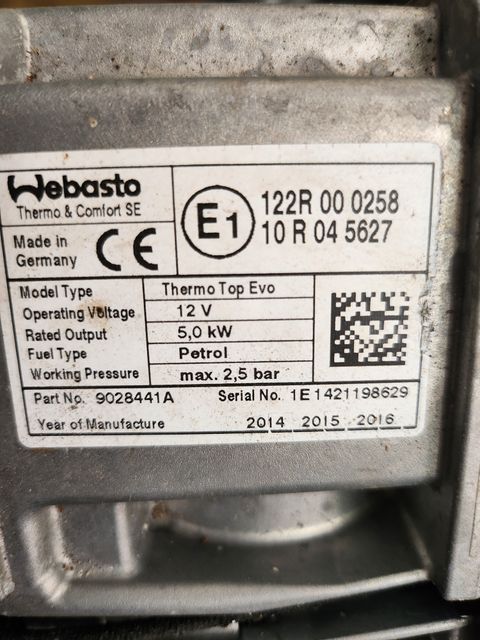 Webasto
Thermo & Comfort SE
Made in
Germany
CE
E1
122R 00 0258
10 R 04 5627
Model Type Thermo Top Evo
Operating Voltage 12 V
Rated Output 5,0 kW
Fuel Type Petrol
Working Pressure max. 2,5 bar
Part No. 9028441A Serial No. 1E1421198629
Year of Manufacture 2014 2015 2016